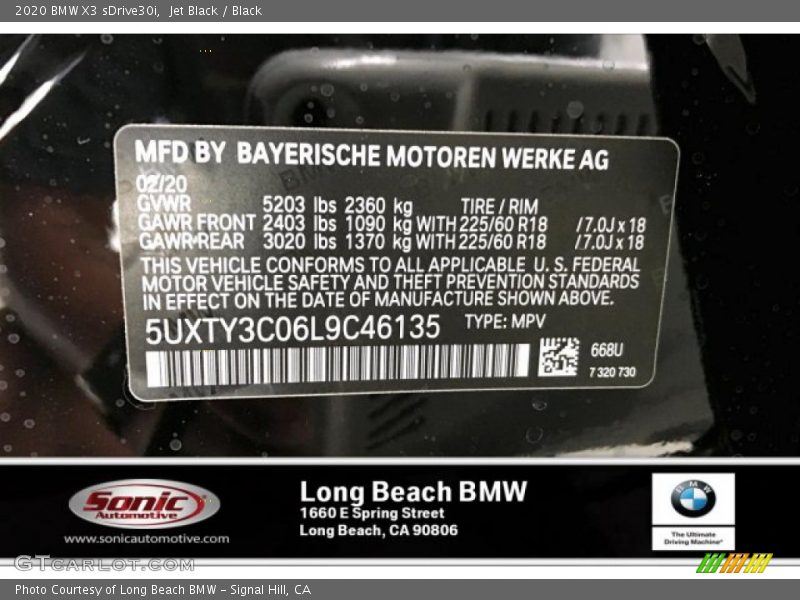 2020 BMW X3 sDrive30i,  Jet Black / Black
MFD BY BAYERISCHE MOTOREN WERKE AG
02/20
GVWR 5203 lbs 2360 kg TIRE / RIM
GAWR FRONT 2403 lbs 1090 kg WITH 225/60 R18 / 7.0J x 18
GAWR REAR 3020 lbs 1370 kg WITH 225/60 R18 / 7.0J x 18
THIS VEHICLE CONFORMS TO ALL APPLICABLE U. S. FEDERAL
MOTOR VEHICLE SAFETY AND THEFT PREVENTION STANDARDS
IN EFFECT ON THE DATE OF MANUFACTURE SHOWN ABOVE.
5UXTY3C06L9C46135 TYPE: MPV
668U
7 320 730
Sonic
Automotive
www.sonicautomotive.com
Long Beach BMW
1660 E Spring Street
Long Beach, CA 90806
BMW
The Ultimate
Driving Machine®
GTcarlot.com
Photo Courtesy of Long Beach BMW - Signal Hill, CA